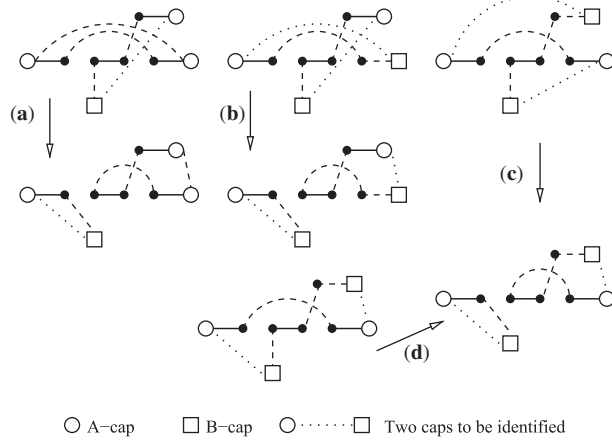 (a)
(b)
(c)
(d)
A−cap B−cap Two caps to be identified